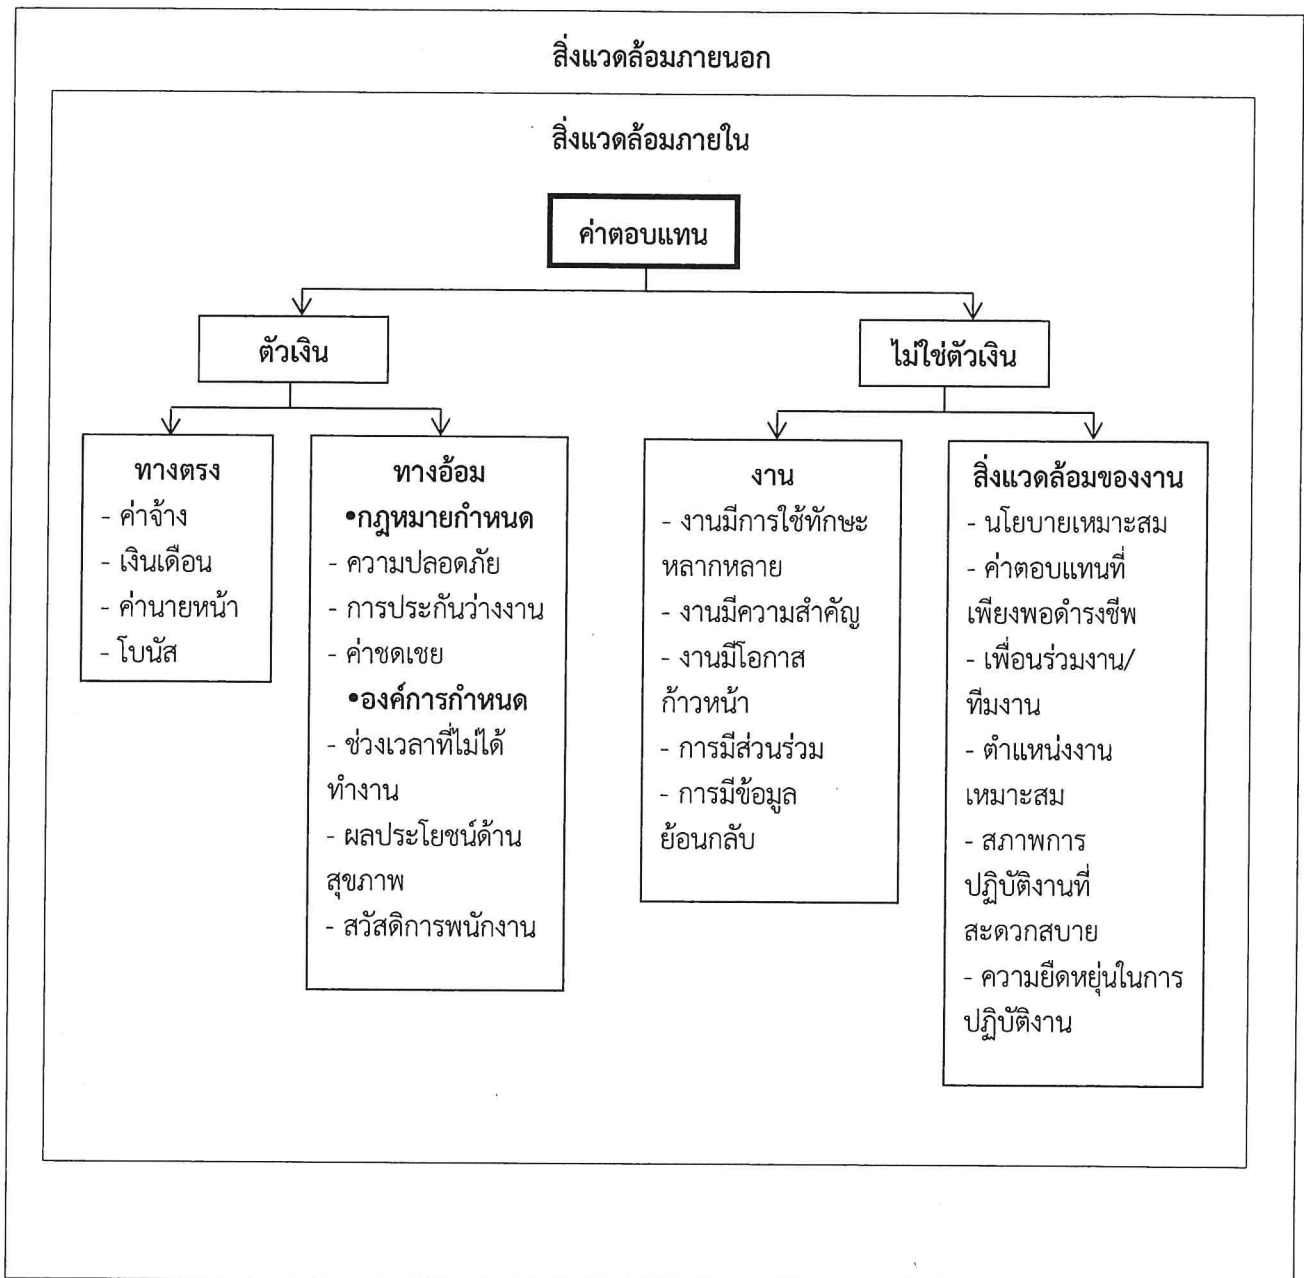 สิ่งแวดล้อมภายนอก
สิ่งแวดล้อมภายใน
ค่าตอบแทน
ตัวเงิน
ไม่ใช่ตัวเงิน
ทางตรง
- ค่าจ้าง
- เงินเดือน
- ค่านายหน้า
- โบนัส
ทางอ้อม
•กฎหมายกำหนด
- ความปลอดภัย
- การประกันว่างงาน
- ค่าชดเชย
•องค์การกำหนด
- ช่วงเวลาที่ไม่ได้
ทำงาน
- ผลประโยชน์ด้าน
สุขภาพ
- สวัสดิการพนักงาน
งาน
- งานมีการใช้ทักษะ
หลากหลาย
- งานมีความสำคัญ
- งานมีโอกาส
ก้าวหน้า
- การมีส่วนร่วม
- การมีข้อมูล
ย้อนกลับ
สิ่งแวดล้อมของงาน
- นโยบายเหมาะสม
- ค่าตอบแทนที่
เพียงพอดำรงชีพ
- เพื่อนร่วมงาน/
ทีมงาน
- ตำแหน่งงาน
เหมาะสม
- สภาพการ
ปฏิบัติงานที่
สะดวกสบาย
- ความยืดหยุ่นในการ
ปฏิบัติงาน